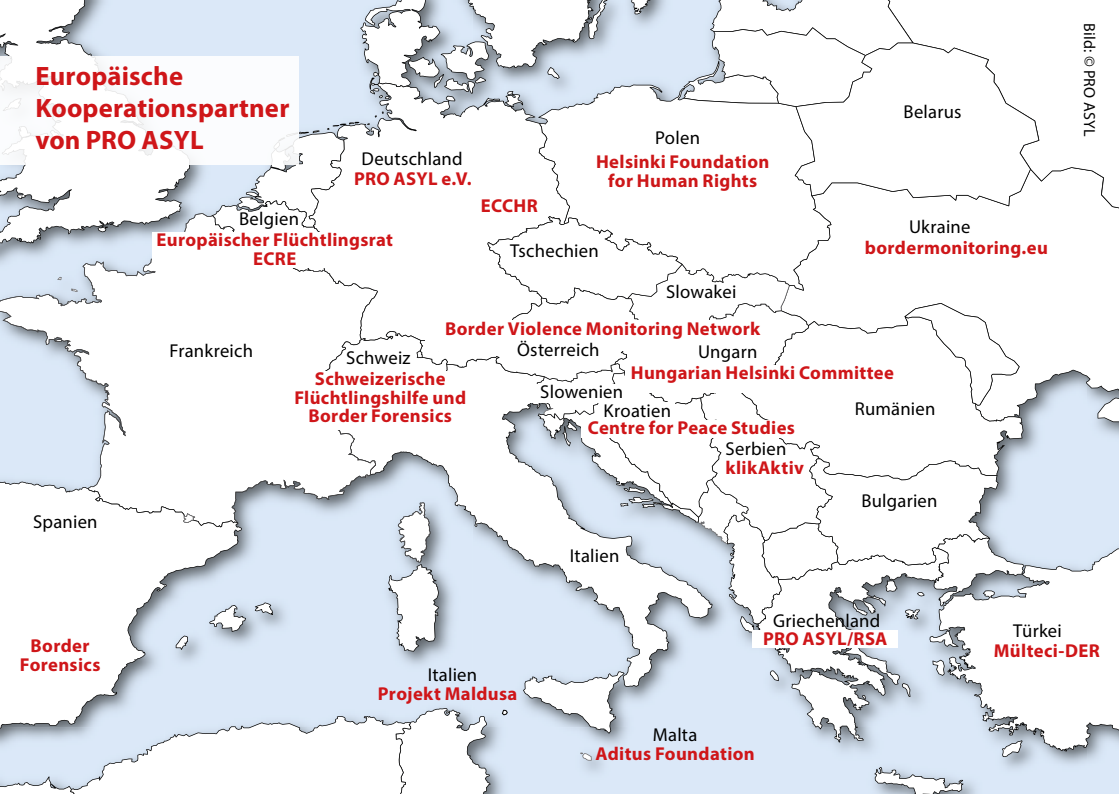 Europäische
Kooperationspartner
von PRO ASYL
Bild: © PRO ASYL
Belarus
Polen
Helsinki Foundation
for Human Rights
Deutschland
PRO ASYL e.V.
ECCHR
Belgien
Europäischer Flüchtlingsrat
ECRE
Ukraine
bordermonitoring.eu
Tschechien
Slowakei
Border Violence Monitoring Network
Österreich
Ungarn
Hungarian Helsinki Committee
Frankreich
Schweiz
Schweizerische
Flüchtlingshilfe und
Border Forensics
Slowenien
Kroatien
Centre for Peace Studies
Rumänien
Serbien
klikAktiv
Bulgarien
Spanien
Border
Forensics
Italien
Griechenland
PRO ASYL/RSA
Türkei
Mülteci-DER
Italien
Projekt Maldusa
Malta
Aditus Foundation